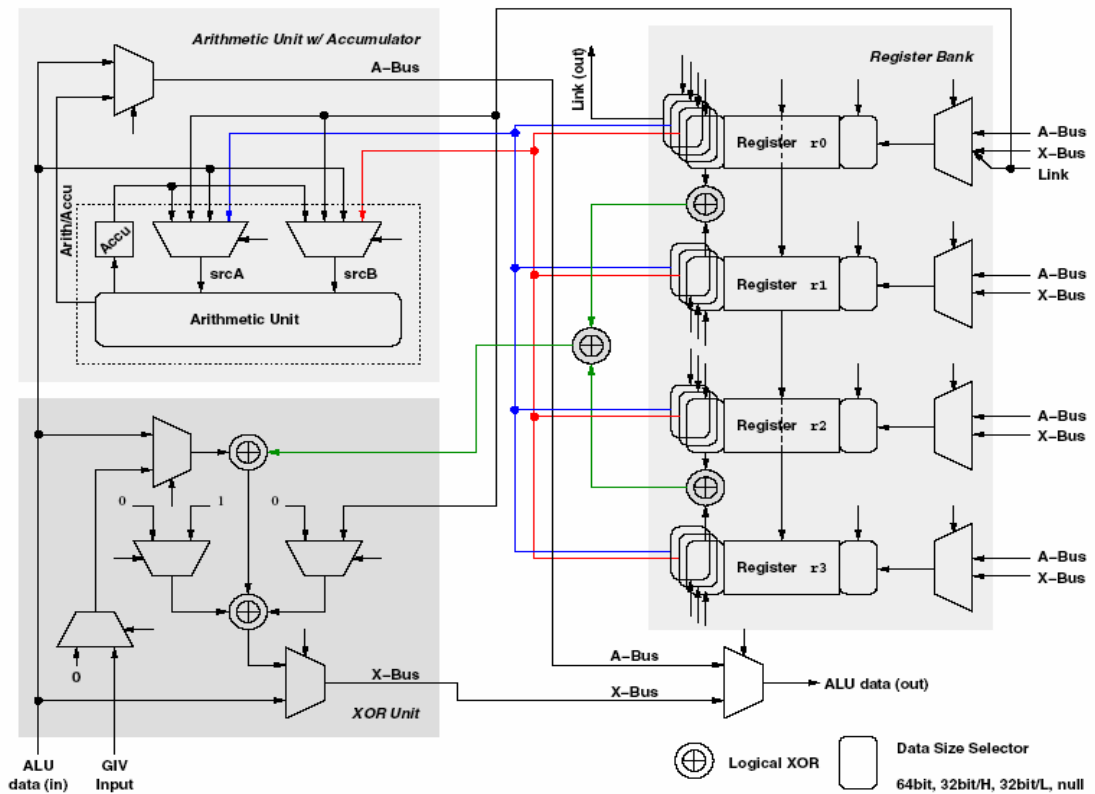 Arithmetic Unit w/ Accumulator
Register Bank
A-Bus
Link (out)
Register r0
A-Bus
X-Bus
Link
Arith/Accu
Accu
srcA
srcB
Arithmetic Unit
Register r1
A-Bus
X-Bus
Register r2
A-Bus
X-Bus
0
1
0
Register r3
A-Bus
X-Bus
0
A-Bus
X-Bus
X-Bus
ALU data (out)
XOR Unit
ALU
data (in)
GIV
Input
Logical XOR
Data Size Selector
64bit, 32bit/H, 32bit/L, null